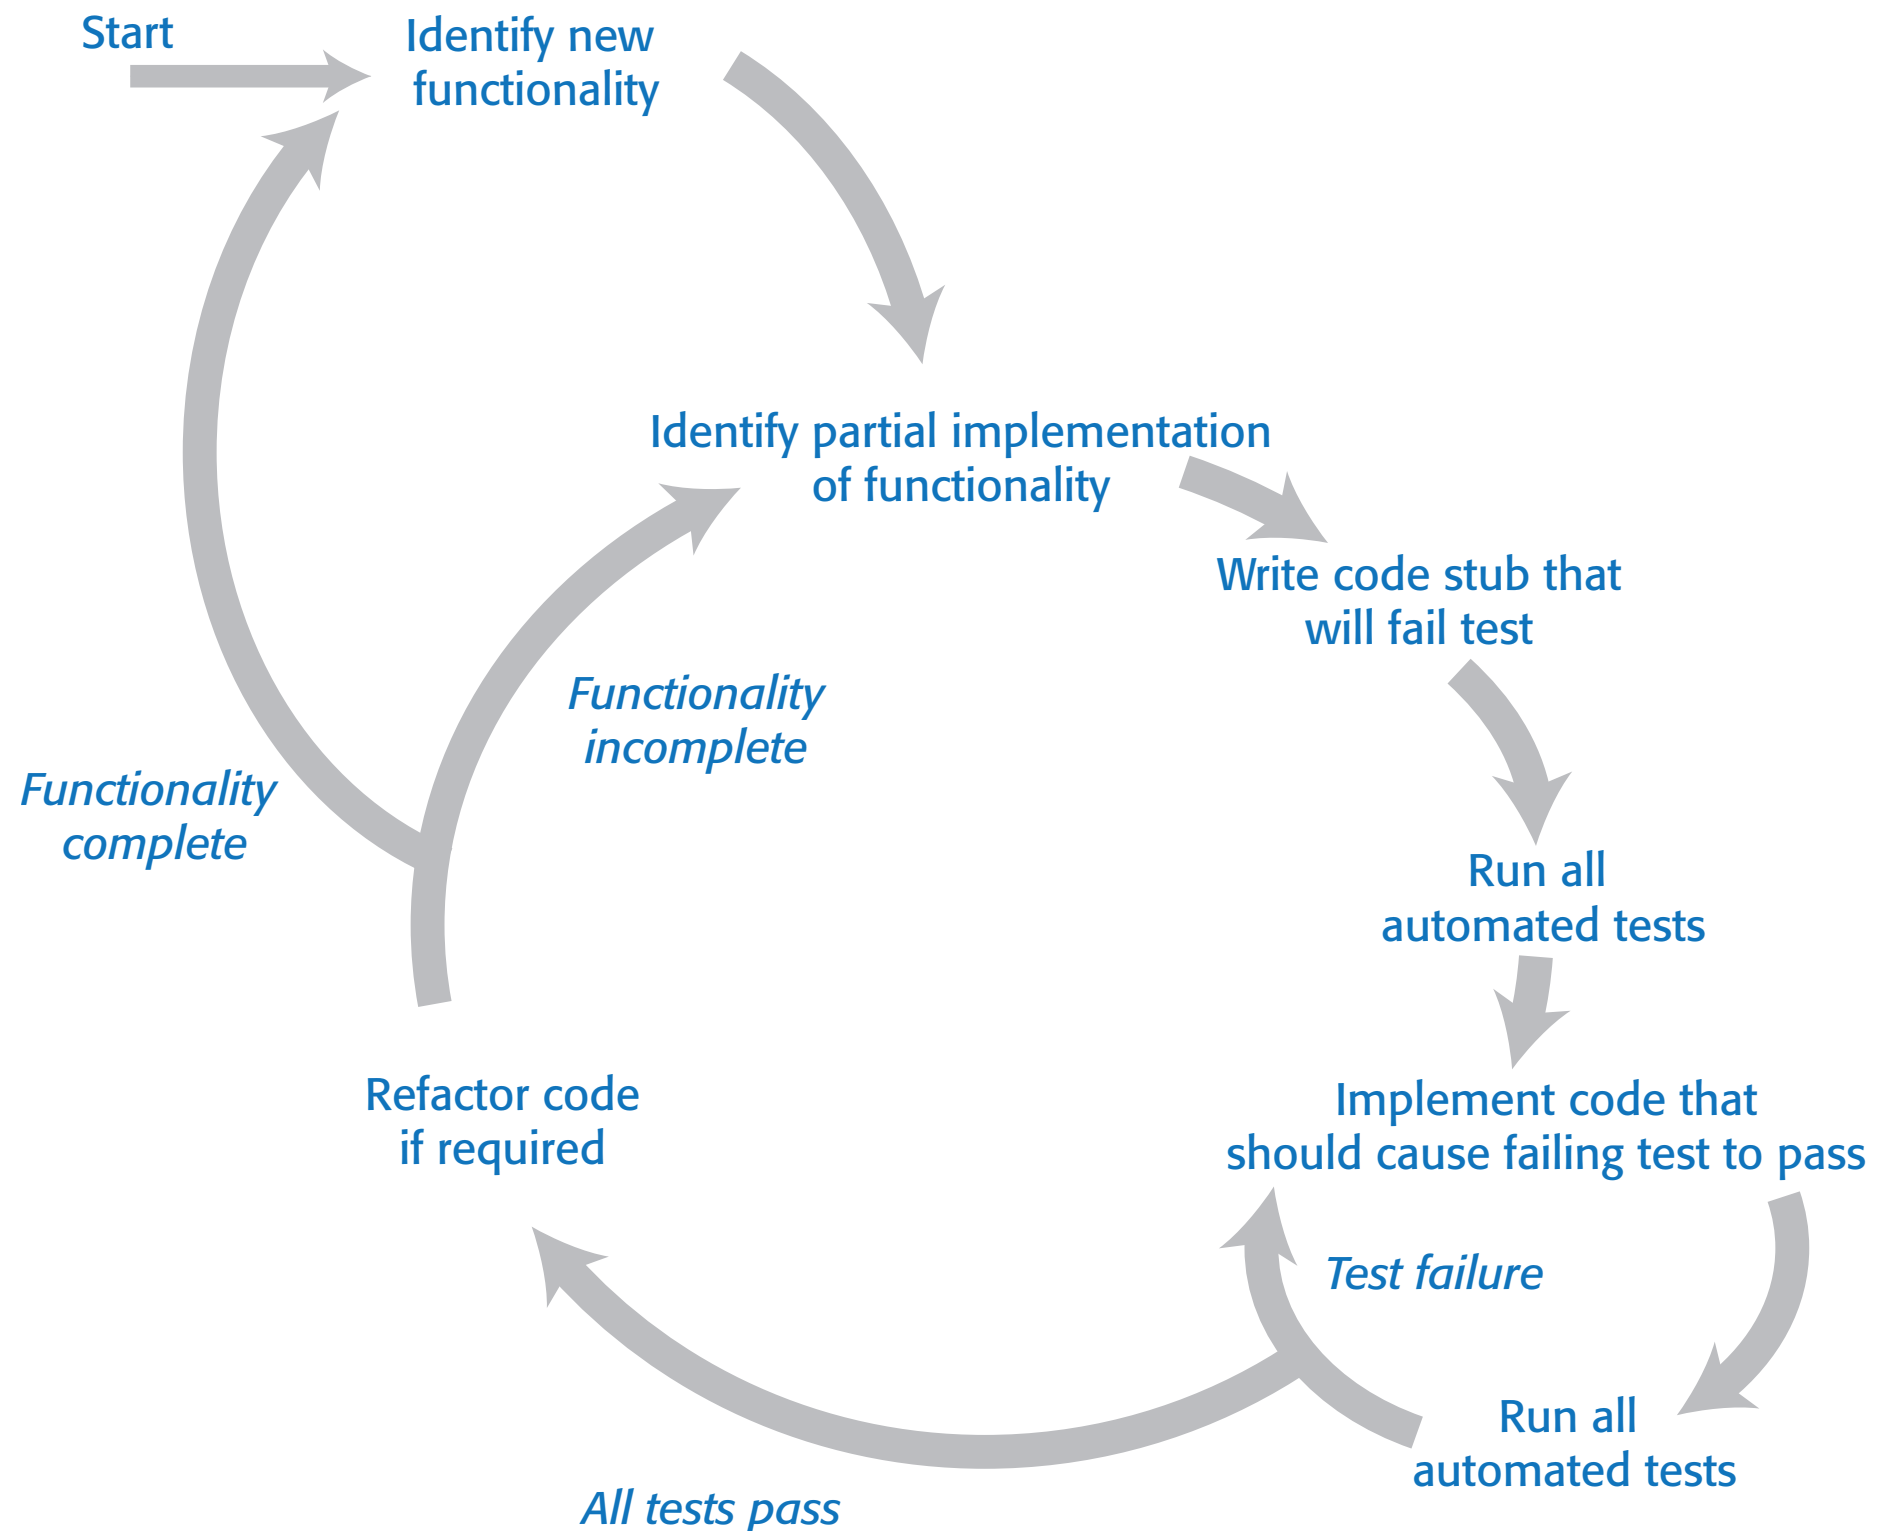 Start
Identify new
functionality
Identify partial implementation
of functionality
Write code stub that
will fail test
Functionality
incomplete
Functionality
complete
Run all
automated tests
Refactor code
if required
Implement code that
should cause failing test to pass
Test failure
Run all
automated tests
All tests pass